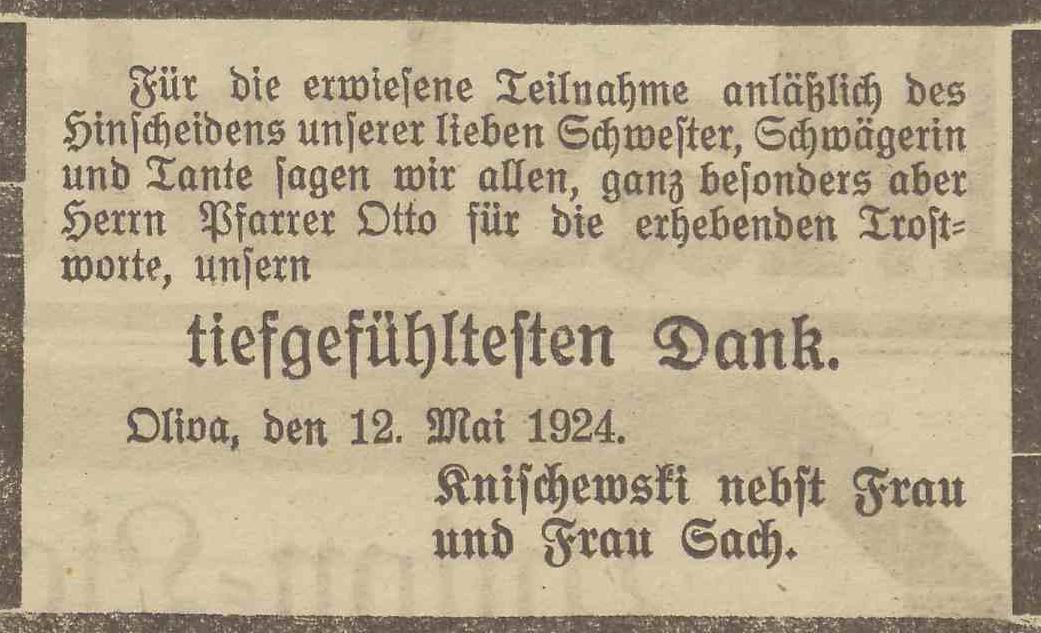 Für die erwiesene Teilnahme anläßlich des
Hinscheidens unserer lieben Schwester, Schwägerin
und Tante sagen wir allen, ganz besonders aber
Herrn Pfarrer Otto für die erhebenden Trost-
worte, unsern
tiefgefühltesten Dank.
Oliva, den 12. Mai 1924.
Knischewski nebst Frau
und Frau Sach.